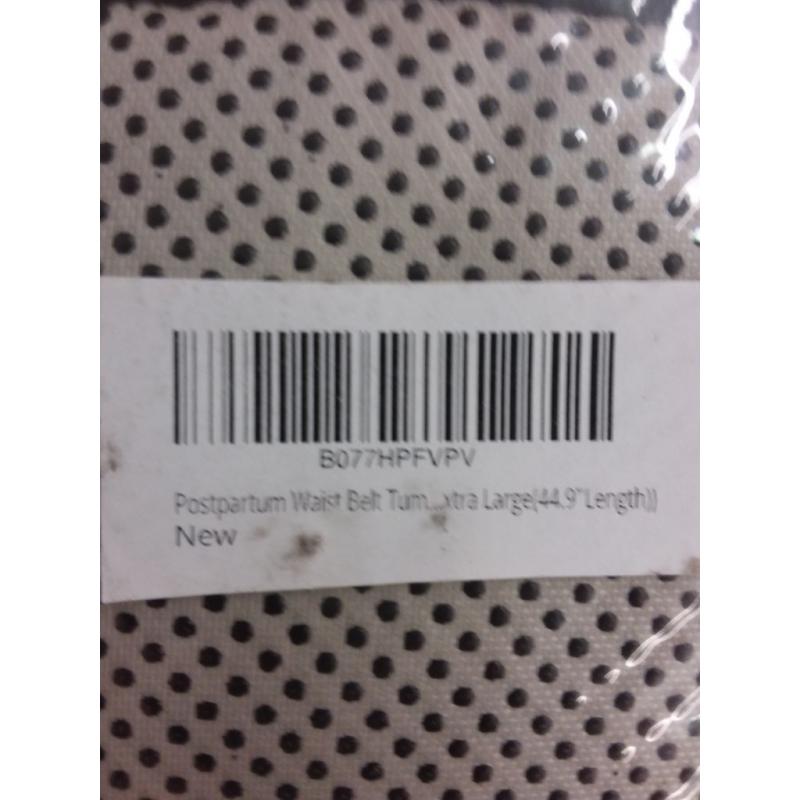 B077HPFVPV
Postpartum Waist Belt Tum...xtra Large(44.9"Length))
New